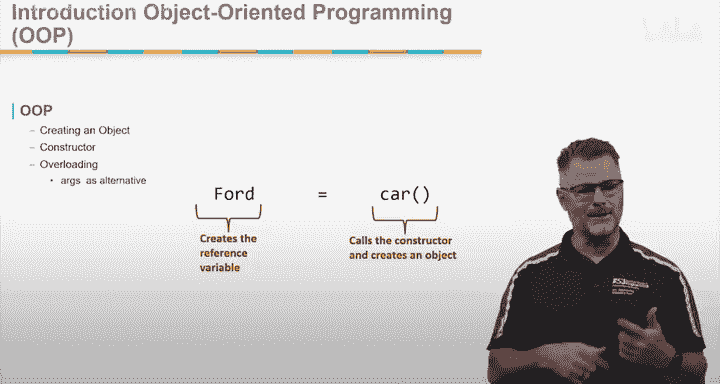 Introduction Object-Oriented Programming
(OOP)
OOP
– Creating an Object
– Constructor
– Overloading
• args as alternative
Ford = car()
Creates the
reference
variable
Calls the constructor
and creates an object